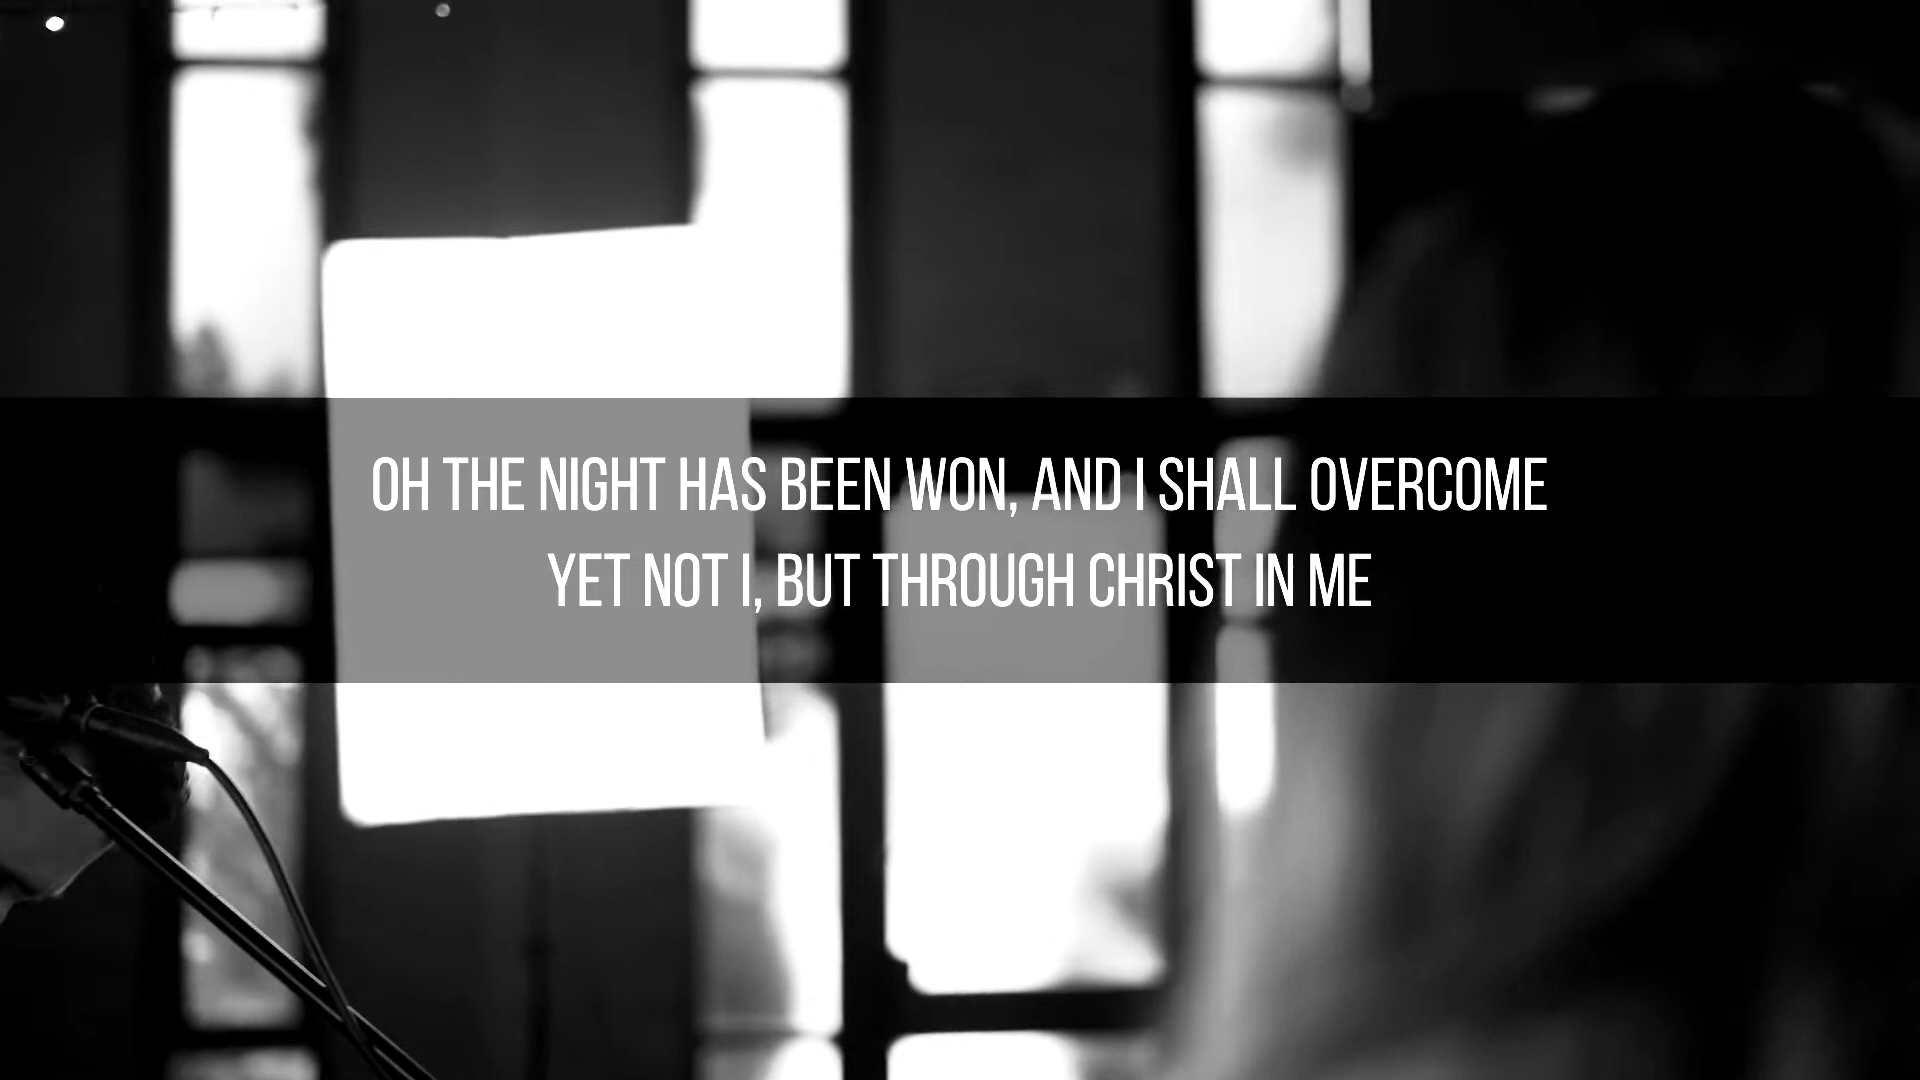 OH THE NIGHT HAS BEEN WON, AND I SHALL OVERCOME
YET NOT I, BUT THROUGH CHRIST IN ME